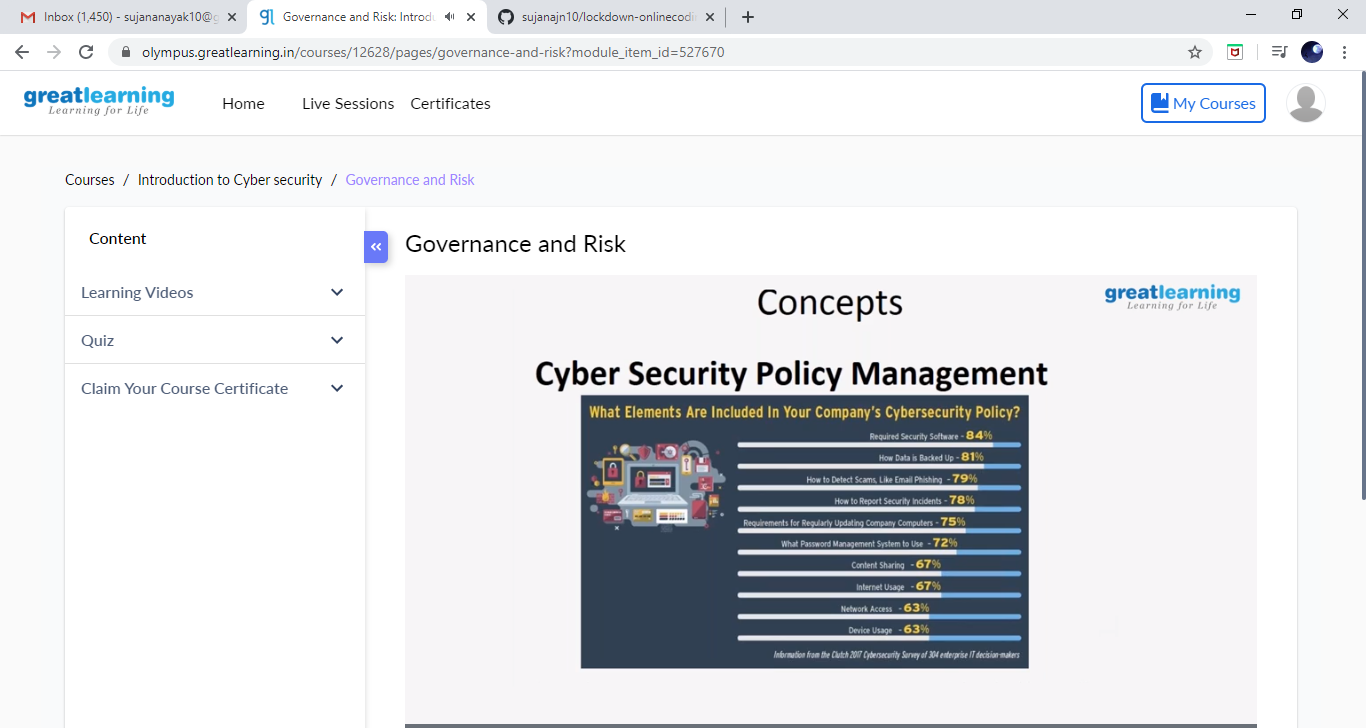 Inbox (1,450) - sujananayak10@g
Governance and Risk: Introdu
sujanajn10/lockdown-onlinecodi
olympus.greatlearning.in/courses/12628/pages/governance-and-risk?module_item_id=527670
greatlearning
Learning for Life
Home
Live Sessions
Certificates
My Courses
Courses / Introduction to Cyber security / Governance and Risk
Content
Learning Videos
Quiz
Claim Your Course Certificate
«
Governance and Risk
Concepts
greatlearning
Learning for Life
Cyber Security Policy Management
What Elements Are Included In Your Company's Cybersecurity Policy?
Required Security Software - 84%
How Data is Backed Up - 81%
How to Detect Scams, Like Email Phishing - 79%
How to Report Security Incidents - 78%
Requirements for Regularly Updating Company Computers - 75%
What Password Management System to Use - 72%
Content Sharing - 67%
Internet Usage - 67%
Network Access - 63%
Device Usage - 63%
Information from the Clutch 2017 Cybersecurity Survey of 304 enterprise IT decision-makers